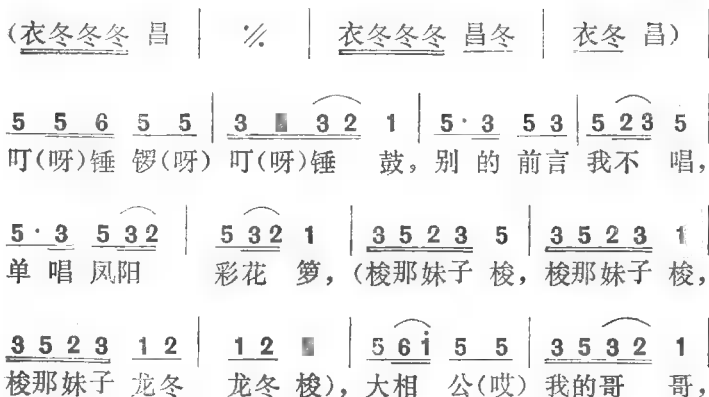 (衣冬冬冬 昌 | ·//· | 衣冬冬冬 昌冬 | 衣冬 昌)
5 5 6 5 5 | 3 3 2 1 | 5· 3 5 3 | 5 2 3 5
叮(呀)锤 锣(呀) 叮(呀)锤 鼓, 别 的 前言 我不 唱,
5· 3 5 3 2 | 5 3 2 1 | 3 5 2 3 5 | 3 5 2 3 1
单 唱 凤阳 彩花 箩, (梭那妹子 梭, 梭那妹子 梭,
3 5 2 3 1 2 | 1 2 | 5 6 i 5 5 | 3 5 3 2 1
梭那妹子 龙冬 龙冬 梭), 大相 公(哎) 我的哥 哥,